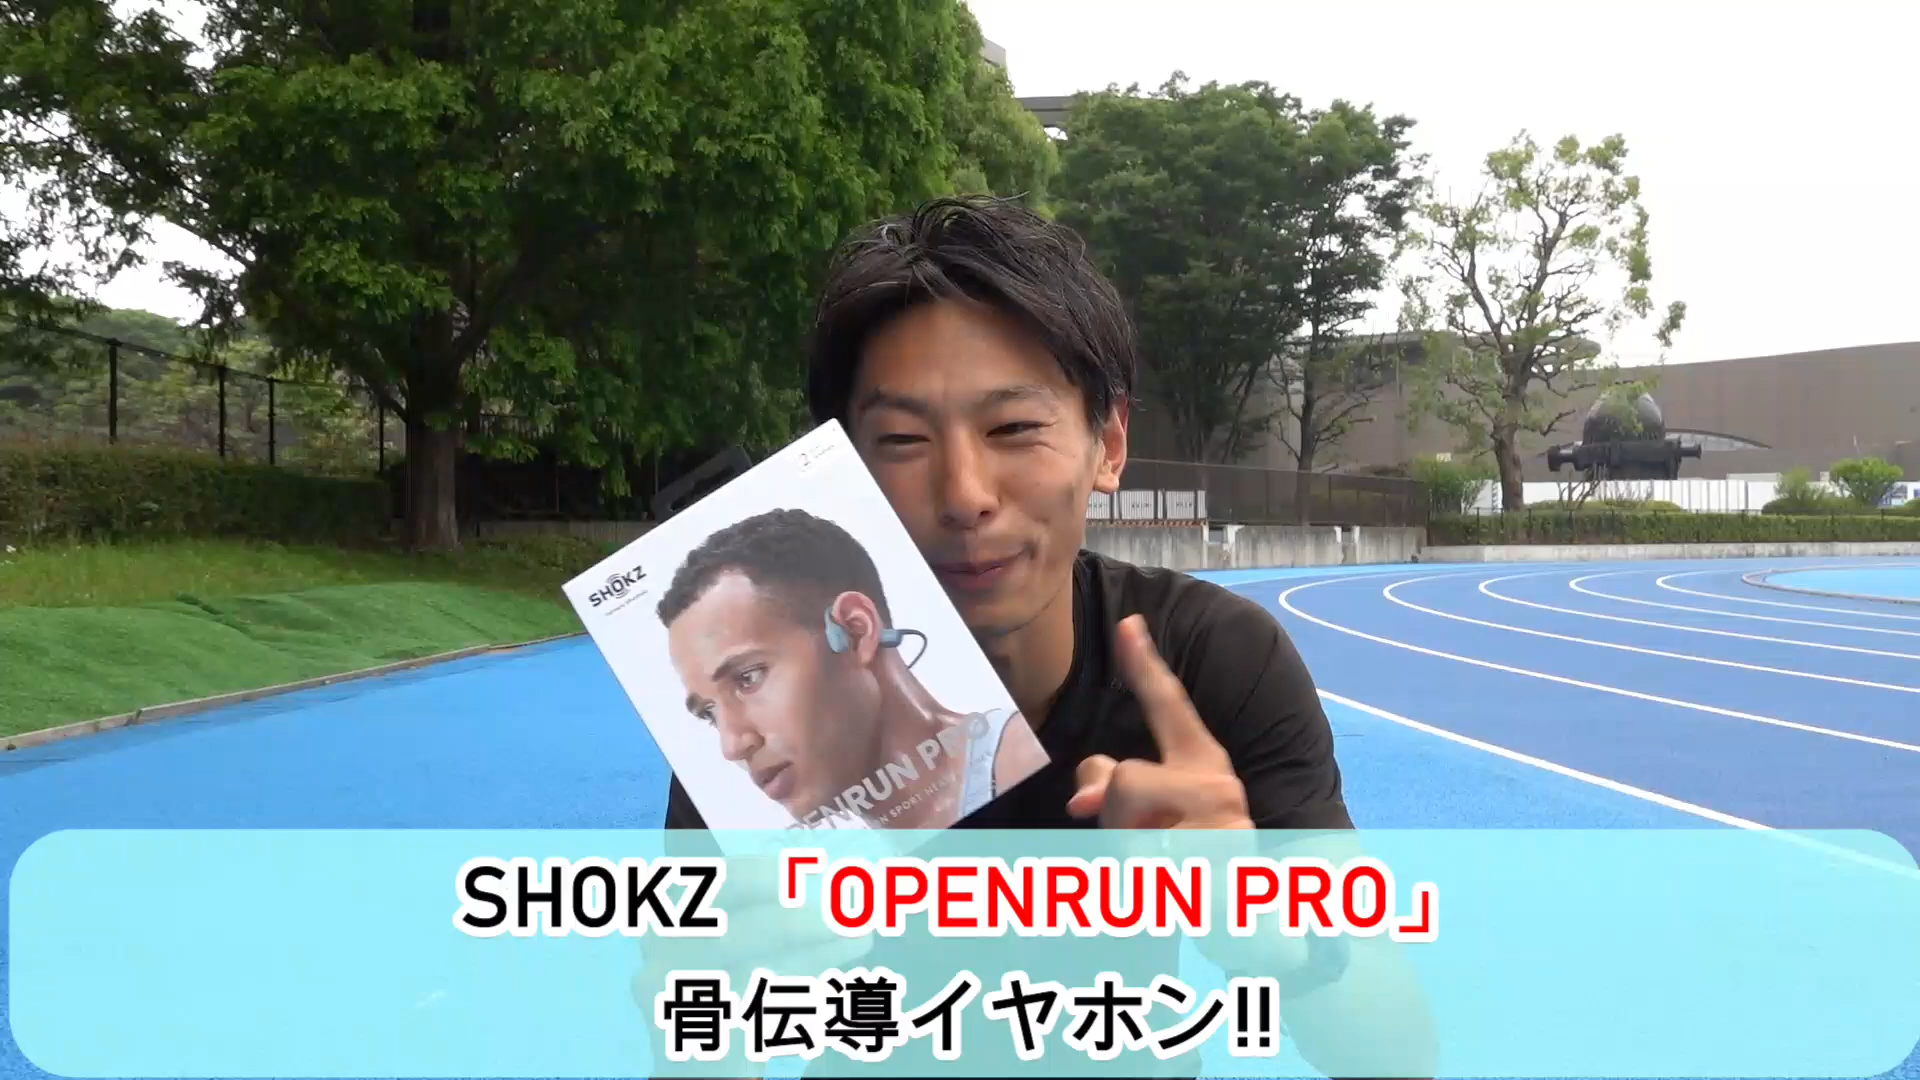 SHOKZ
OPENRUN PRO
SHOKZ 「OPENRUN PRO」
骨伝導イヤホン!!